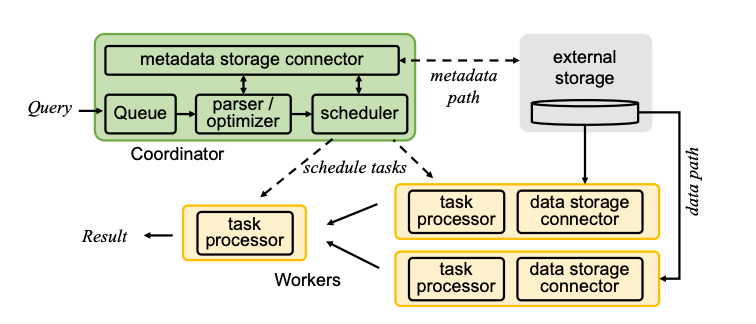 metadata storage connector
Query
Queue
parser /
optimizer
scheduler
Coordinator
metadata
path
external
storage
schedule tasks
data path
task
processor
data storage
connector
Result
task
processor
Workers
task
processor
data storage
connector